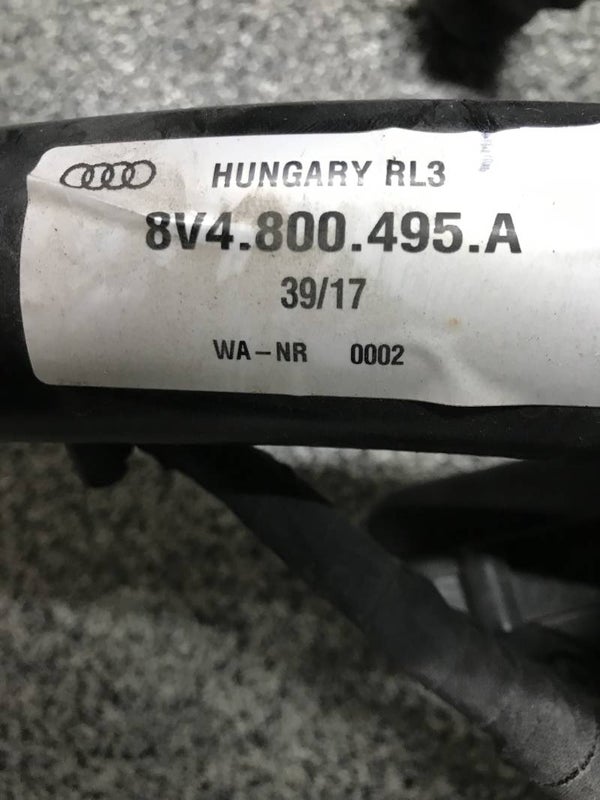 HUNGARY RL3
8V4.800.495.A
39/17
WA-NR 0002